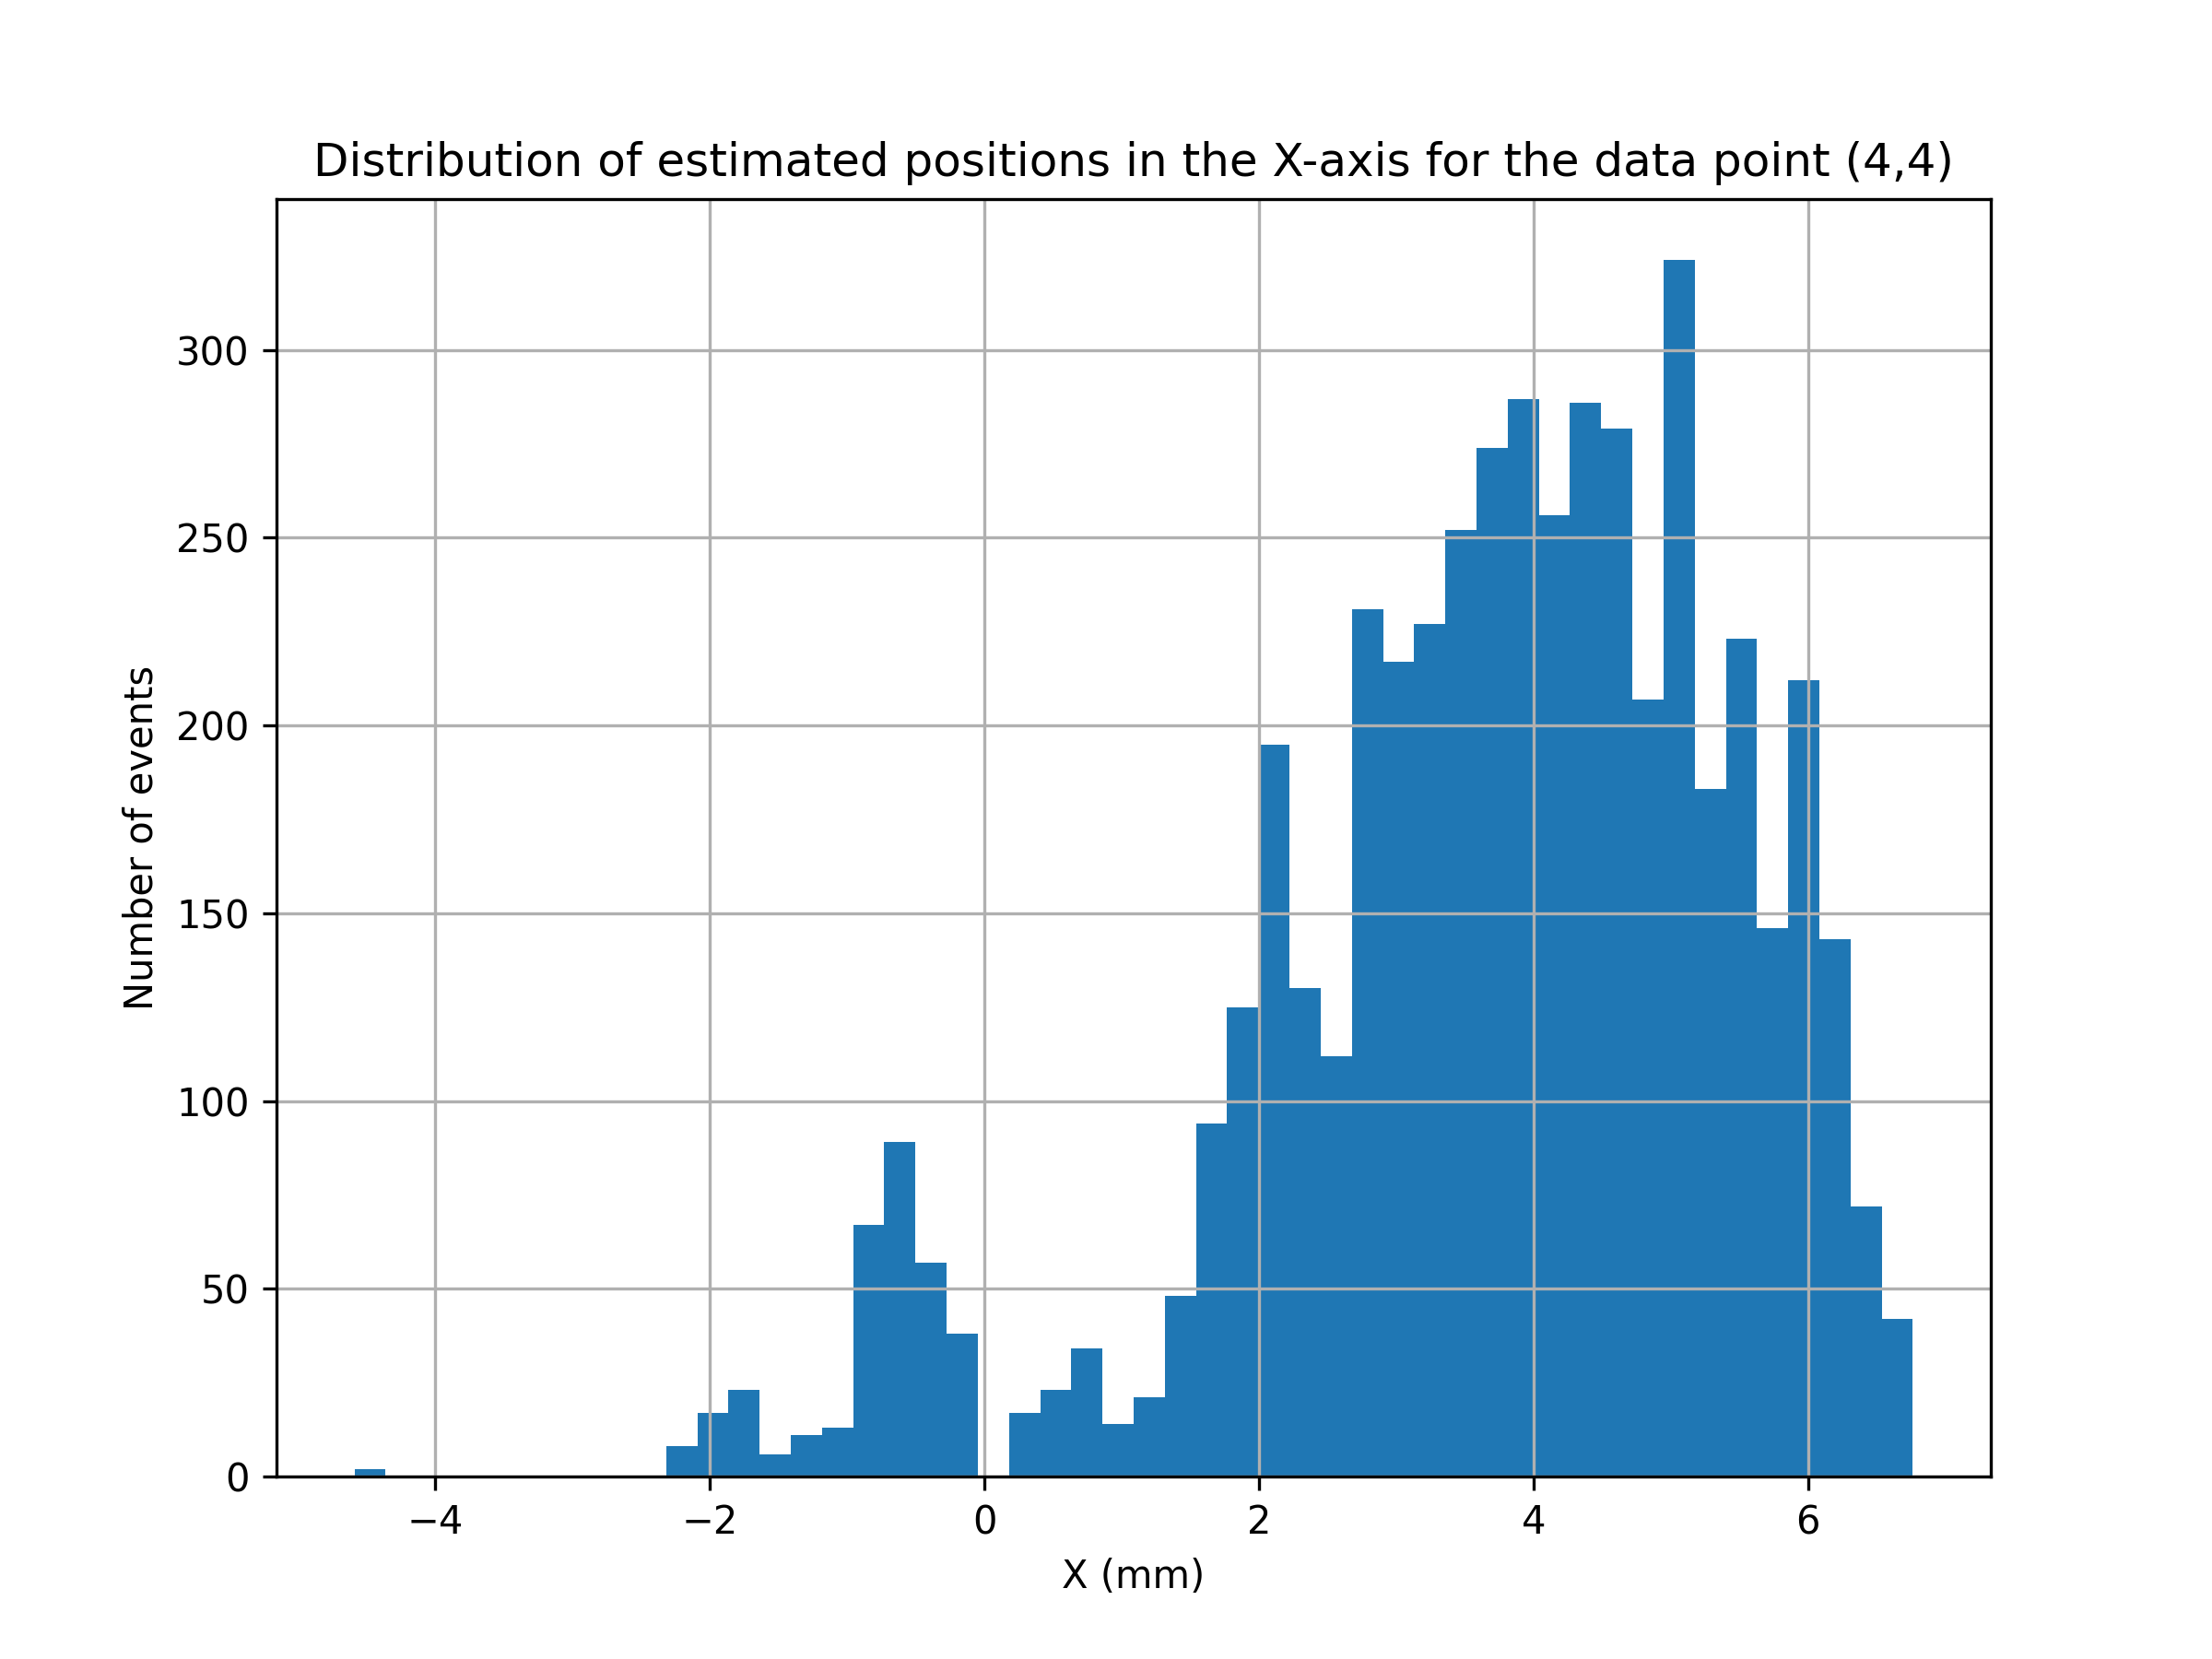 Distribution of estimated positions in the X-axis for the data point (4,4)
300
250
200
150
100
50
0
Number of events
−4 −2 0 2 4 6
X (mm)